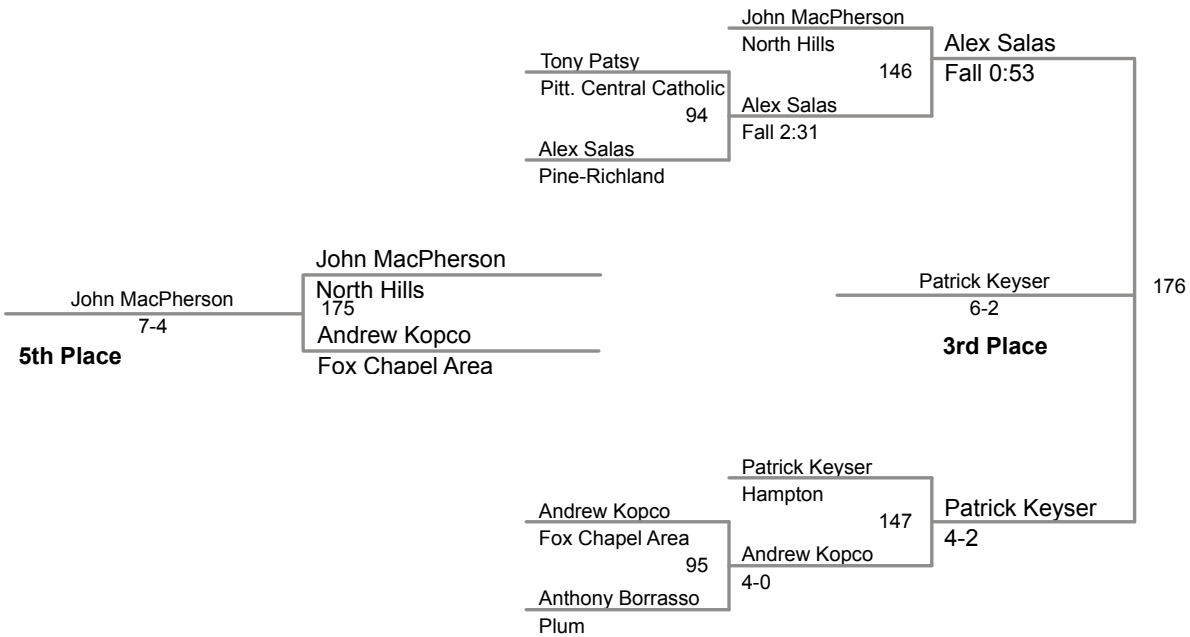 John MacPherson
North Hills
146
Alex Salas
Fall 0:53
Tony Patsy
Pitt. Central Catholic
94
Alex Salas
Fall 2:31
Alex Salas
Pine-Richland
John MacPherson
North Hills
175
Andrew Kopco
Fox Chapel Area
John MacPherson
7-4
5th Place
Patrick Keyser
6-2
3rd Place
176
Patrick Keyser
Hampton
147
Patrick Keyser
4-2
Andrew Kopco
Fox Chapel Area
95
Andrew Kopco
4-0
Anthony Borrasso
Plum